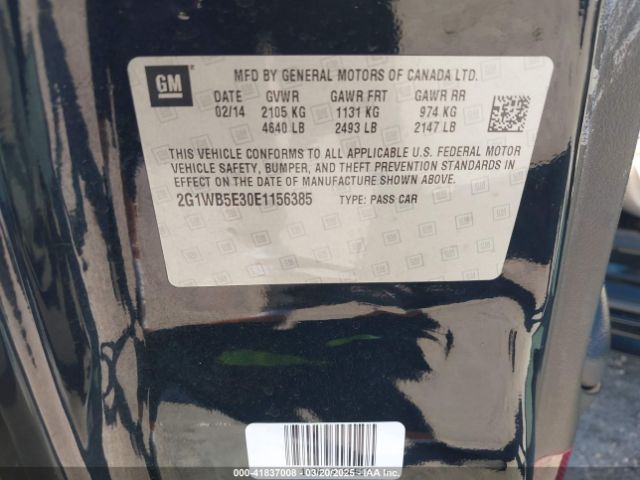 GM
MFD BY GENERAL MOTORS OF CANADA LTD.
DATE GVWR GAWR FRT GAWR RR
02/14 2105 KG 1131 KG 974 KG
4640 LB 2493 LB 2147 LB
THIS VEHICLE CONFORMS TO ALL APPLICABLE U.S. FEDERAL MOTOR
VEHICLE SAFETY, BUMPER, AND THEFT PREVENTION STANDARDS IN
EFFECT ON THE DATE OF MANUFACTURE SHOWN ABOVE.
2G1WB5E30E1156385 TYPE: PASS CAR
000-41837008 - 03/20/2025 - IAA Inc.